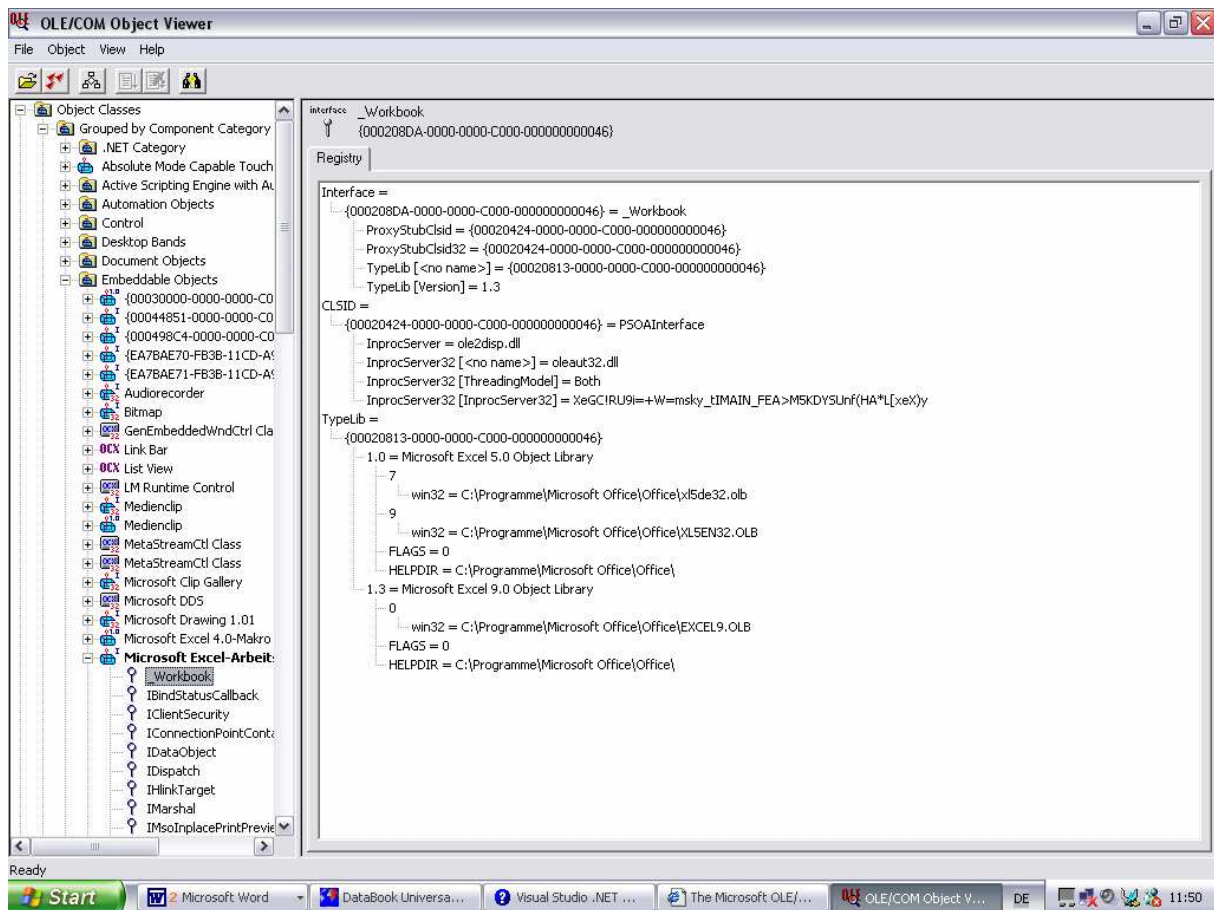 OLE/COM Object Viewer
File Object View Help
Object Classes
Grouped by Component Category
.NET Category
Absolute Mode Capable Touch
Active Scripting Engine with Au
Automation Objects
Control
Desktop Bands
Document Objects
Embeddable Objects
{00030000-0000-0000-C0
{00044851-0000-0000-C0
{000498C4-0000-0000-C0
{EA7BAE70-FB3B-11CD-A9
{EA7BAE71-FB3B-11CD-A9
Audiorecorder
Bitmap
GenEmbeddedWndCtrl Cla
OCX Link Bar
OCX List View
LM Runtime Control
Medienclip
Medienclip
MetaStreamCtl Class
MetaStreamCtl Class
Microsoft Clip Gallery
Microsoft DDS
Microsoft Drawing 1.01
Microsoft Excel 4.0-Makro
Microsoft Excel-Arbeit
_Workbook
IBindStatusCallback
IClientSecurity
IConnectionPointConta
IDataObject
IDispatch
IHlinkTarget
IMarshal
IMsoInplacePrintPrevie
interface _Workbook
{000208DA-0000-0000-C000-000000000046}
Registry
Interface =
{000208DA-0000-0000-C000-000000000046} = _Workbook
ProxyStubClsid = {00020424-0000-0000-C000-000000000046}
ProxyStubClsid32 = {00020424-0000-0000-C000-000000000046}
TypeLib [<no name>] = {00020813-0000-0000-C000-000000000046}
TypeLib [Version] = 1.3
CLSID =
{00020424-0000-0000-C000-000000000046} = PSOAInterface
InprocServer = ole2disp.dll
InprocServer32 [<no name>] = oleaut32.dll
InprocServer32 [ThreadingModel] = Both
InprocServer32 [InprocServer32] = XeGC!RU9i=+W=msky_tIMAIN_FEA>M5KDYSUnf(HA*L[xeX)y
TypeLib =
{00020813-0000-0000-C000-000000000046}
1.0 = Microsoft Excel 5.0 Object Library
7
win32 = C:\Programme\Microsoft Office\Office\xl5de32.olb
9
win32 = C:\Programme\Microsoft Office\Office\XL5EN32.OLB
FLAGS = 0
HELPDIR = C:\Programme\Microsoft Office\Office\
1.3 = Microsoft Excel 9.0 Object Library
0
win32 = C:\Programme\Microsoft Office\Office\EXCEL9.OLB
FLAGS = 0
HELPDIR = C:\Programme\Microsoft Office\Office\
Ready
Start 2 Microsoft Word DataBook Universa... Visual Studio .NET ... The Microsoft OLE/... OLE/COM Object V... DE 11:50